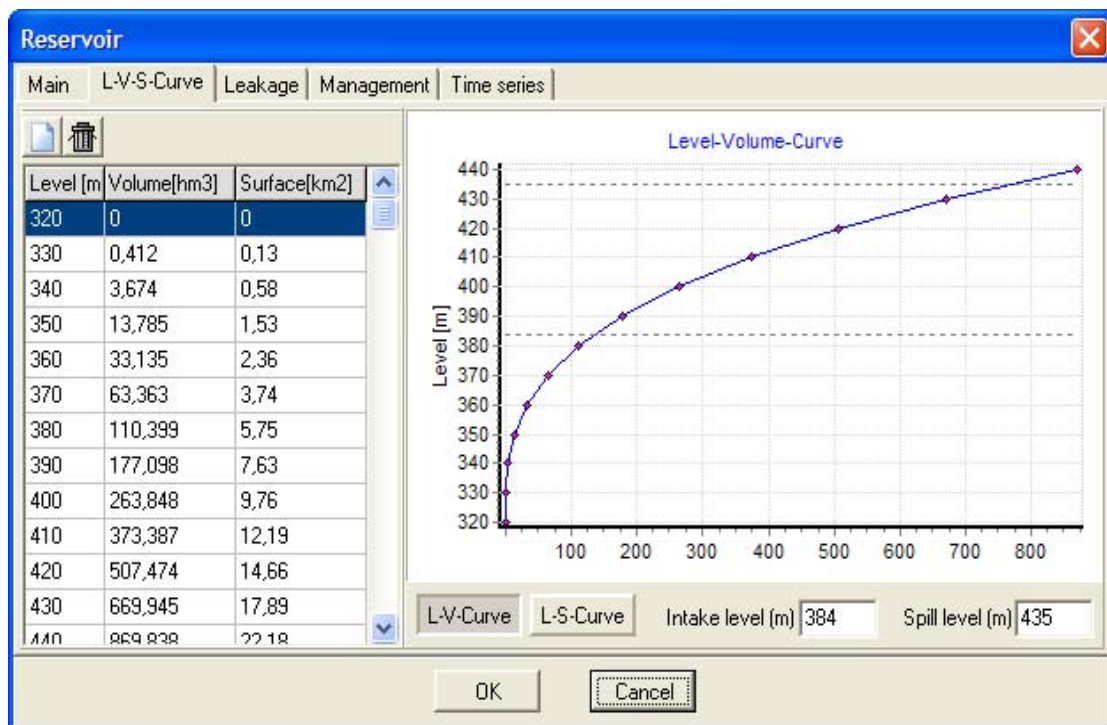 Reservoir
Main L-V-S-Curve Leakage Management Time series
Level [m Volume[hm3] Surface[km2]
320 0 0
330 0,412 0,13
340 3,674 0,58
350 13,785 1,53
360 33,135 2,36
370 63,363 3,74
380 110,399 5,75
390 177,098 7,63
400 263,848 9,76
410 373,387 12,19
420 507,474 14,66
430 669,945 17,89
440 869,838 22,18
Level-Volume-Curve
440
430
420
410
400
390
380
370
360
350
340
330
320
Level [m]
100 200 300 400 500 600 700 800
L-V-Curve L-S-Curve Intake level (m) 384 Spill level (m) 435
OK Cancel